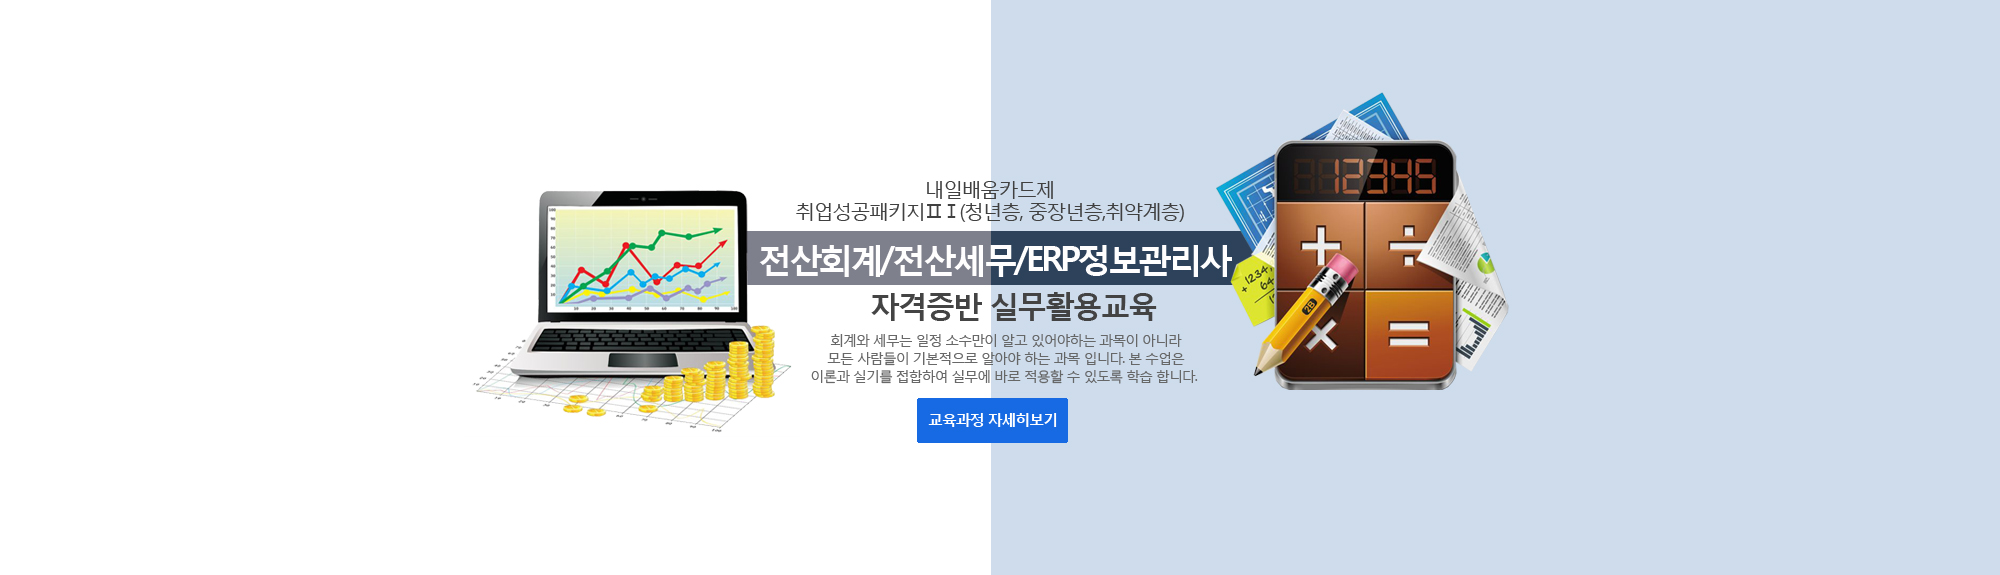 내일배움카드제
취업성공패키지ⅡⅠ(청년층, 중장년층,취약계층)
전산회계/전산세무/ERP정보관리사
자격증반 실무활용교육
회계와 세무는 일정 소수만이 알고 있어야하는 과목이 아니라
모든 사람들이 기본적으로 알아야 하는 과목 입니다. 본 수업은
이론과 실기를 접합하여 실무에 바로 적용할 수 있도록 학습 합니다.
교육과정 자세히보기
12345
+ ÷
× =
2B